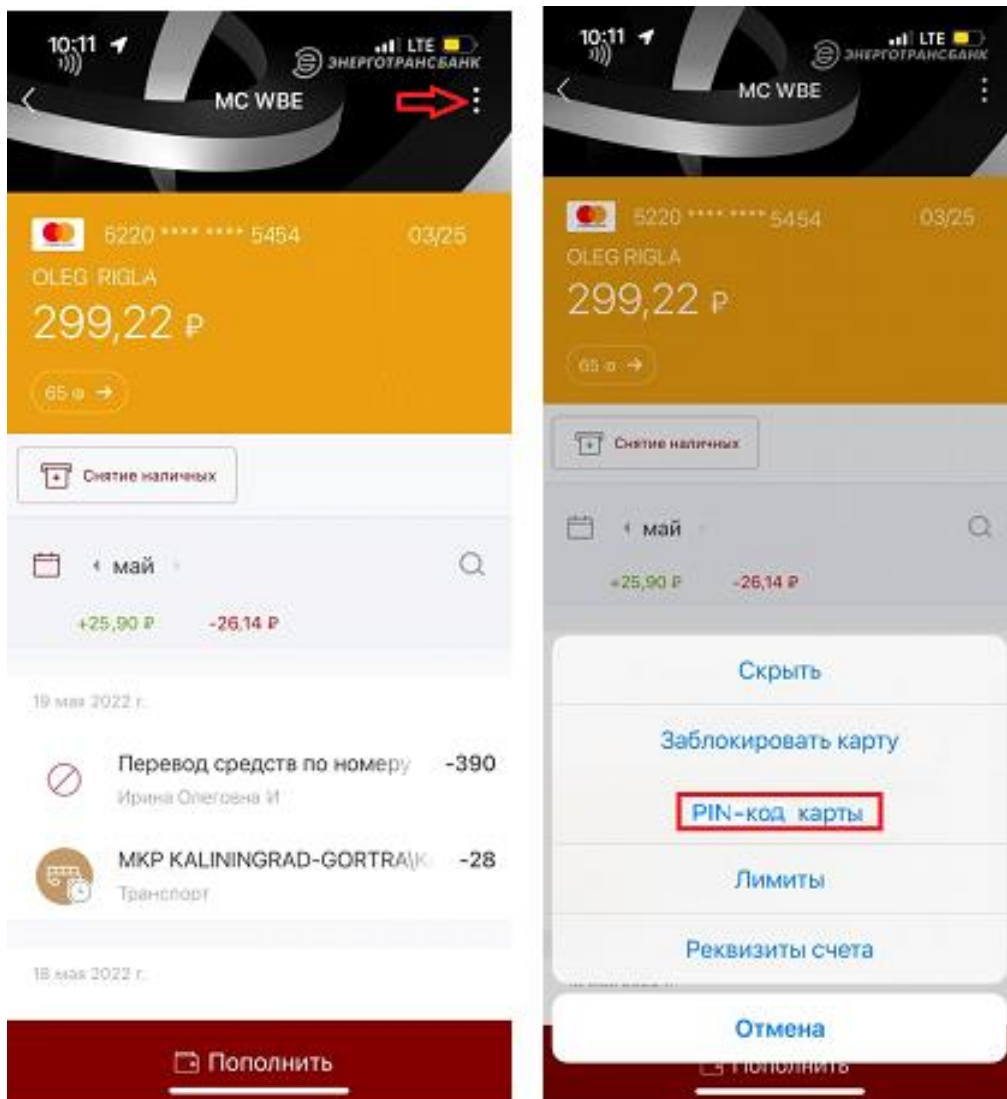 10:11 LTE
ЭНЕРГОТРАНСБАНК
MC WBE
5220 **** **** 5454 03/25
OLEG RIGLA
299,22 ₽
65 →
Снятие наличных
май
+25,90 ₽ -26,14 ₽
19 мая 2022 г.
Перевод средств по номеру -390
Ирина Олеговна И
MKP KALININGRAD-GORTRA\K -28
Транспорт
18 мая 2022 г.
Пополнить
10:11 LTE
ЭНЕРГОТРАНСБАНК
MC WBE
5220 **** **** 5454 03/25
OLEG RIGLA
299,22 ₽
65 →
Снятие наличных
май
+25,90 ₽ -26,14 ₽
Скрыть
Заблокировать карту
PIN-код карты
Лимиты
Реквизиты счета
Отмена
Пополнить